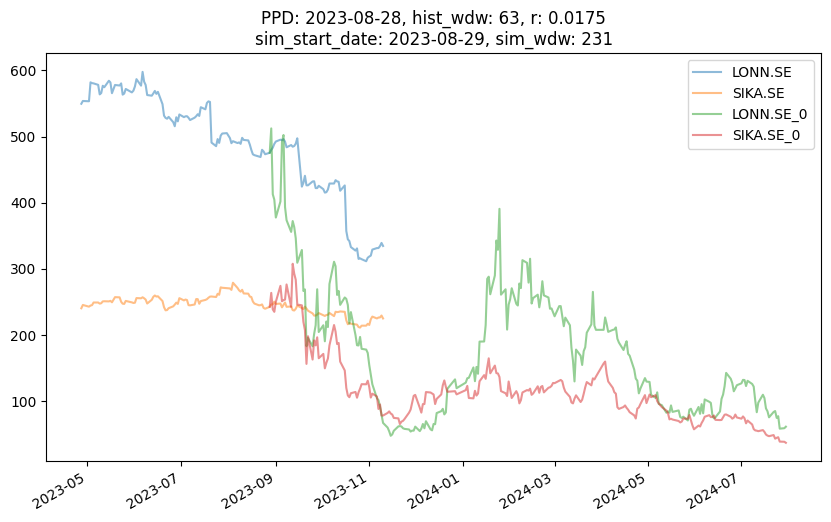 PPD: 2023-08-28, hist_wdw: 63, r: 0.0175
sim_start_date: 2023-08-29, sim_wdw: 231
600
500
400
300
200
100
LONN.SE
SIKA.SE
LONN.SE_0
SIKA.SE_0
2023-05
2023-07
2023-09
2023-11
2024-01
2024-03
2024-05
2024-07